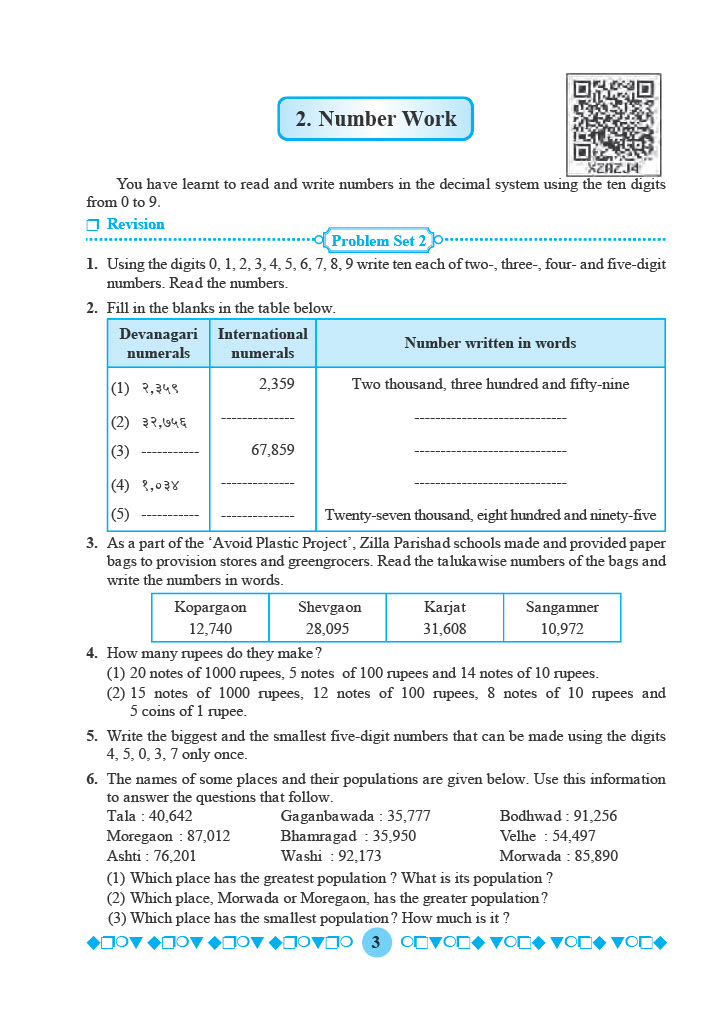 2. Number Work
XZAZJ4
You have learnt to read and write numbers in the decimal system using the ten digits
from 0 to 9.
❒ Revision
Problem Set 2
1. Using the digits 0, 1, 2, 3, 4, 5, 6, 7, 8, 9 write ten each of two-, three-, four- and five-digit
numbers. Read the numbers.
2. Fill in the blanks in the table below.
Devanagari numerals International numerals Number written in words
(1) २,३५९ 2,359 Two thousand, three hundred and fifty-nine
(2) ३२,७५६ -------------- -----------------------------
(3) ----------- 67,859 -----------------------------
(4) १,०३४ -------------- -----------------------------
(5) ----------- -------------- Twenty-seven thousand, eight hundred and ninety-five
3. As a part of the ‘Avoid Plastic Project’, Zilla Parishad schools made and provided paper
bags to provision stores and greengrocers. Read the talukawise numbers of the bags and
write the numbers in words.
Kopargaon Shevgaon Karjat Sangamner
12,740 28,095 31,608 10,972
4. How many rupees do they make ?
(1) 20 notes of 1000 rupees, 5 notes of 100 rupees and 14 notes of 10 rupees.
(2) 15 notes of 1000 rupees, 12 notes of 100 rupees, 8 notes of 10 rupees and
5 coins of 1 rupee.
5. Write the biggest and the smallest five-digit numbers that can be made using the digits
4, 5, 0, 3, 7 only once.
6. The names of some places and their populations are given below. Use this information
to answer the questions that follow.
Tala : 40,642 Gaganbawada : 35,777 Bodhwad : 91,256
Moregaon : 87,012 Bhamragad : 35,950 Velhe : 54,497
Ashti : 76,201 Washi : 92,173 Morwada : 85,890
(1) Which place has the greatest population ? What is its population ?
(2) Which place, Morwada or Moregaon, has the greater population ?
(3) Which place has the smallest population ? How much is it ?
3